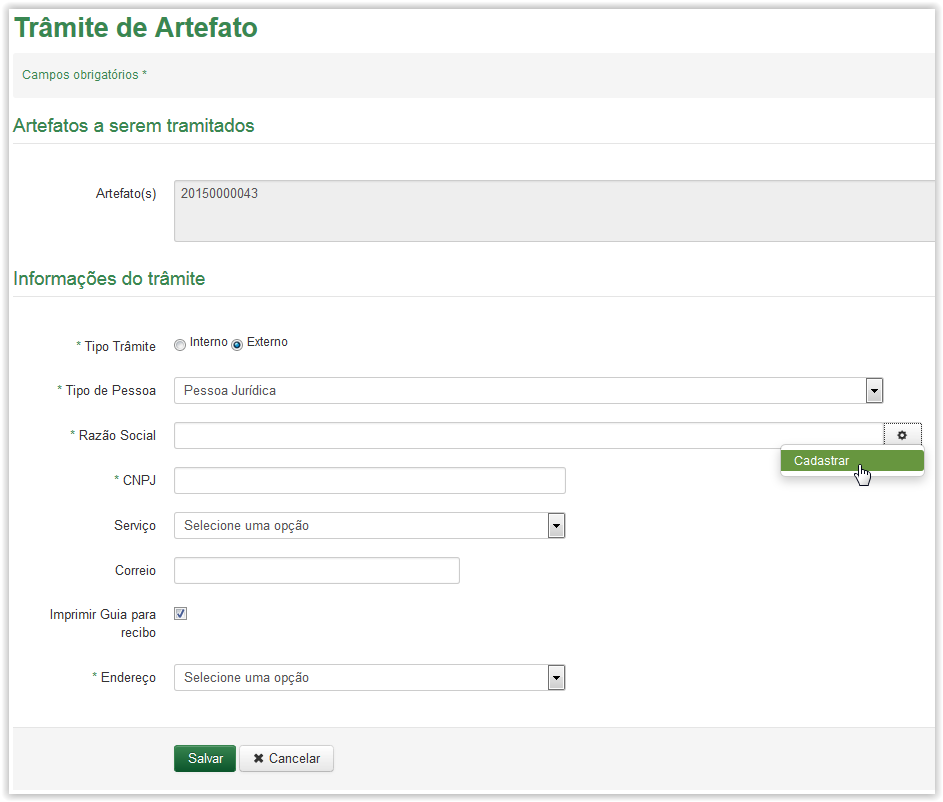 Trâmite de Artefato
Campos obrigatórios *
Artefatos a serem tramitados
Artefato(s) 20150000043
Informações do trâmite
* Tipo Trâmite Interno Externo
* Tipo de Pessoa Pessoa Jurídica
* Razão Social
Cadastrar
* CNPJ
Serviço Selecione uma opção
Correio
Imprimir Guia para
recibo
* Endereço Selecione uma opção
Salvar ✖ Cancelar